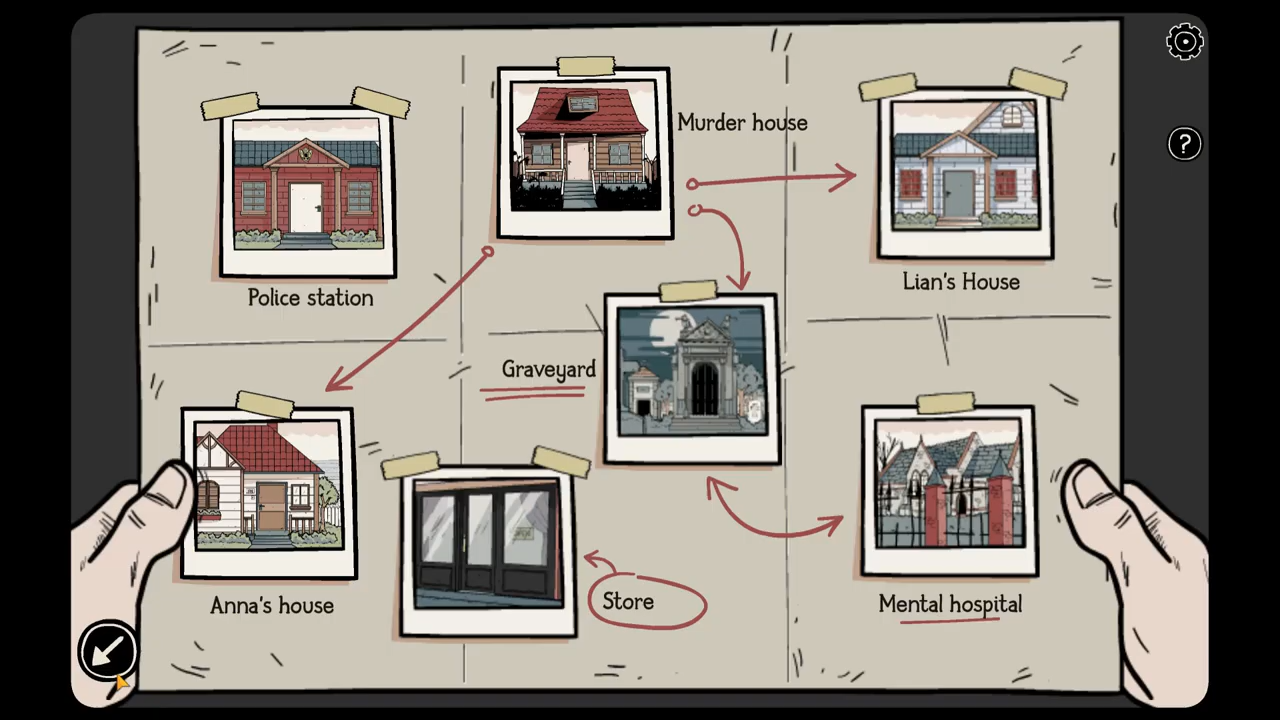 Murder house
Police station
Lian's House
Graveyard
Anna's house
Store
Mental hospital
?